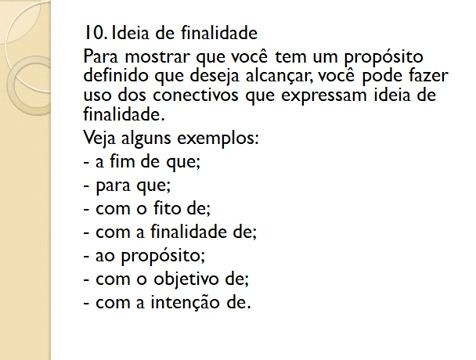 10. Ideia de finalidade
Para mostrar que você tem um propósito
definido que deseja alcançar, você pode fazer
uso dos conectivos que expressam ideia de
finalidade.
Veja alguns exemplos:
- a fim de que;
- para que;
- com o fito de;
- com a finalidade de;
- ao propósito;
- com o objetivo de;
- com a intenção de.